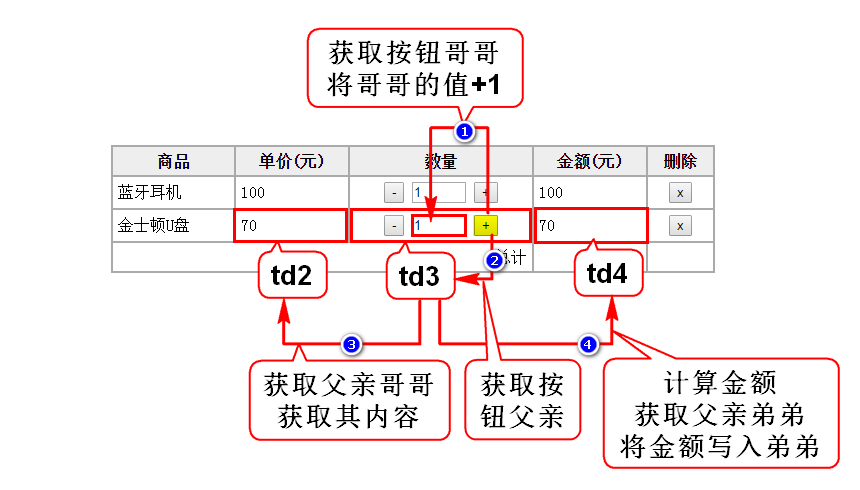 获取按钮哥哥
将哥哥的值+1
1
商品 单价(元) 数量 金额(元) 删除
蓝牙耳机 100 - 1 + 100 x
金士顿U盘 70 - 1 + 70 x
2 总计
td2 td3 td4
3 4
获取父亲哥哥
获取其内容
获取按
钮父亲
计算金额
获取父亲弟弟
将金额写入弟弟